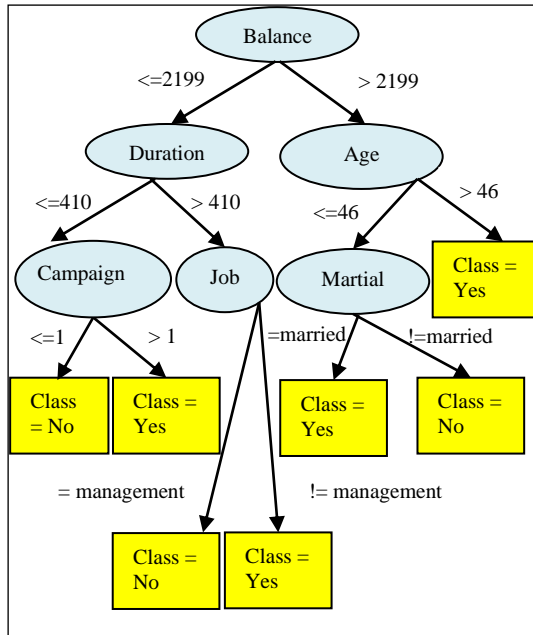 Balance
<=2199
> 2199
Duration
Age
<=410
> 410
<=46
> 46
Campaign
Job
Martial
Class =
Yes
<=1
> 1
=married
!=married
Class
= No
Class =
Yes
Class =
Yes
Class =
No
= management
!= management
Class =
No
Class =
Yes